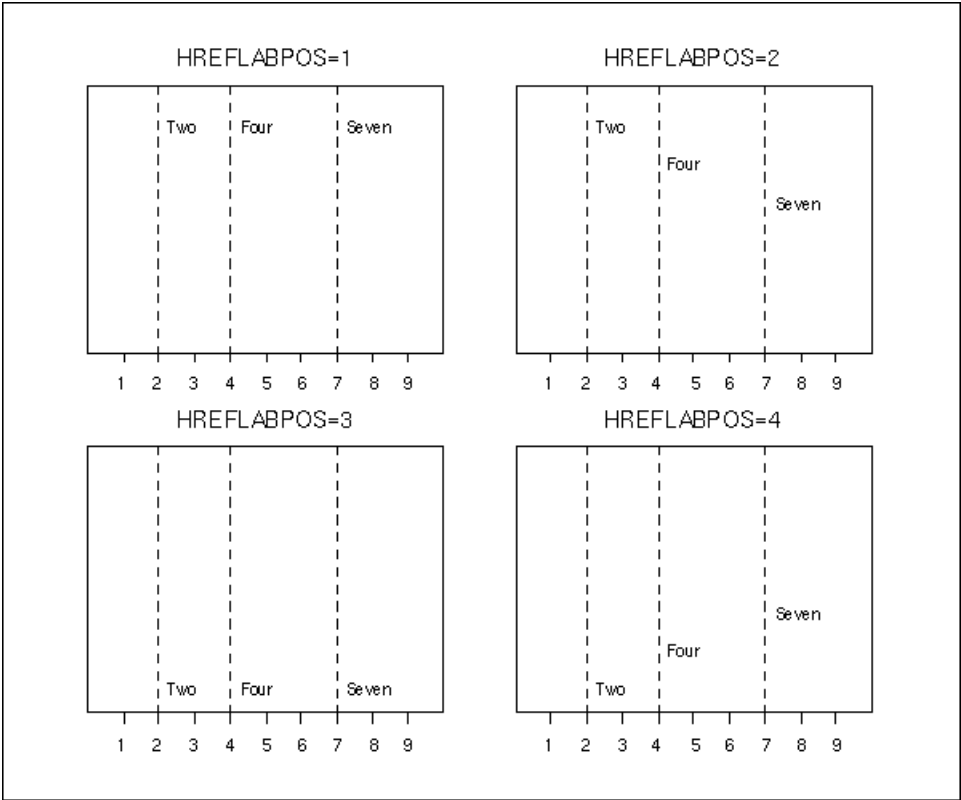 HREFLABPOS=1
Two Four Seven
1 2 3 4 5 6 7 8 9
HREFLABPOS=2
Two
Four
Seven
1 2 3 4 5 6 7 8 9
HREFLABPOS=3
Two Four Seven
1 2 3 4 5 6 7 8 9
HREFLABPOS=4
Seven
Four
Two
1 2 3 4 5 6 7 8 9